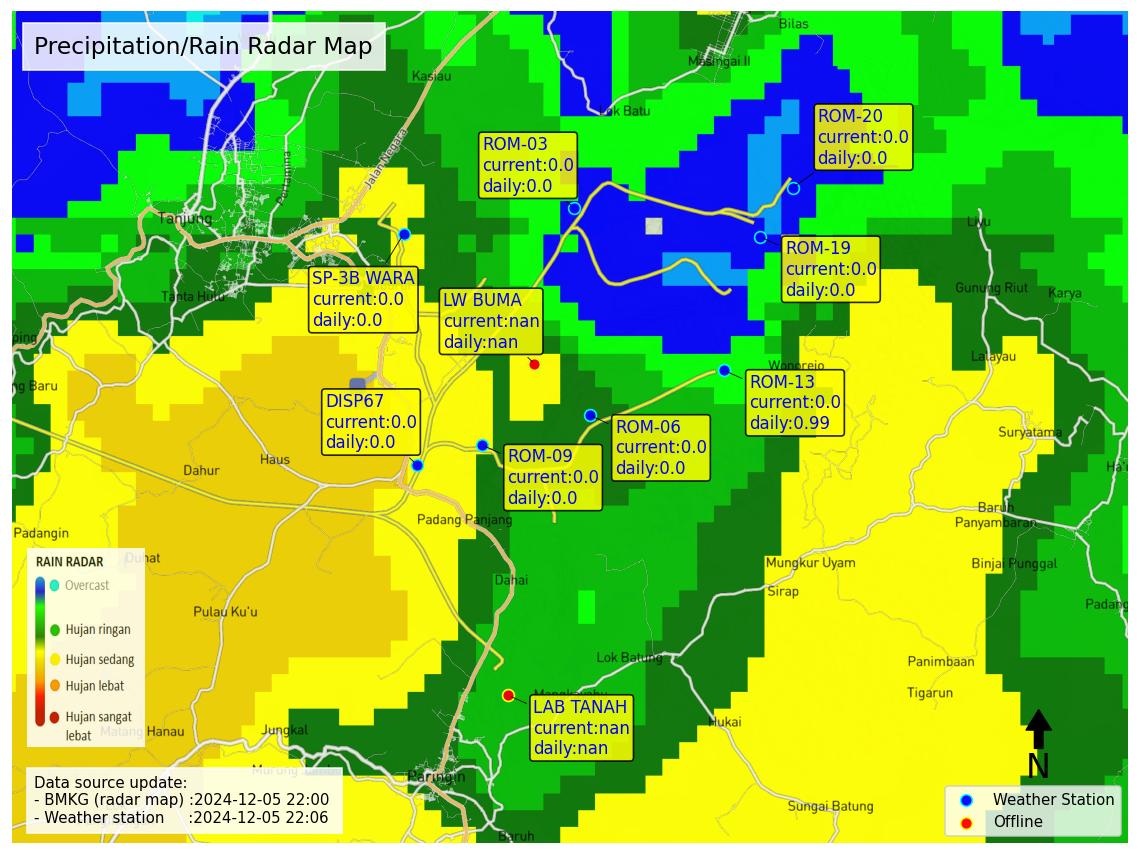 Precipitation/Rain Radar Map
Bilas
Masingai II
Kasiau
Lok Batu
ROM-20
current:0.0
daily:0.0
ROM-03
current:0.0
daily:0.0
Jalan Negara
Pertamina
Tanjung
Liyu
ROM-19
current:0.0
daily:0.0
SP-3B WARA
current:0.0
daily:0.0
Tanta Hulu
LW BUMA
current:nan
daily:nan
Gunung Riut
Karya
ping
Lalayau
Wonorejo
ng Baru
ROM-13
current:0.0
daily:0.99
DISP67
current:0.0
daily:0.0
ROM-06
current:0.0
daily:0.0
Suryatama
ROM-09
current:0.0
daily:0.0
Haus
Dahur
Ha'u
Padang Panjang
Baruh
Panyambaran
Padangin
Mungkur Uyam
Binjai Punggal
Dahai
Sirap
Padang
Pulau Ku'u
RAIN RADAR
Overcast
Hujan ringan
Hujan sedang
Hujan lebat
Hujan sangat
lebat
Lok Batung
Panimbaan
Tigarun
LAB TANAH
current:nan
daily:nan
Hukai
Matang Hanau
Jungkal
Paringin
Sungai Batung
Baruh
Data source update:
- BMKG (radar map) :2024-12-05 22:00
- Weather station :2024-12-05 22:06
N
Weather Station
Offline